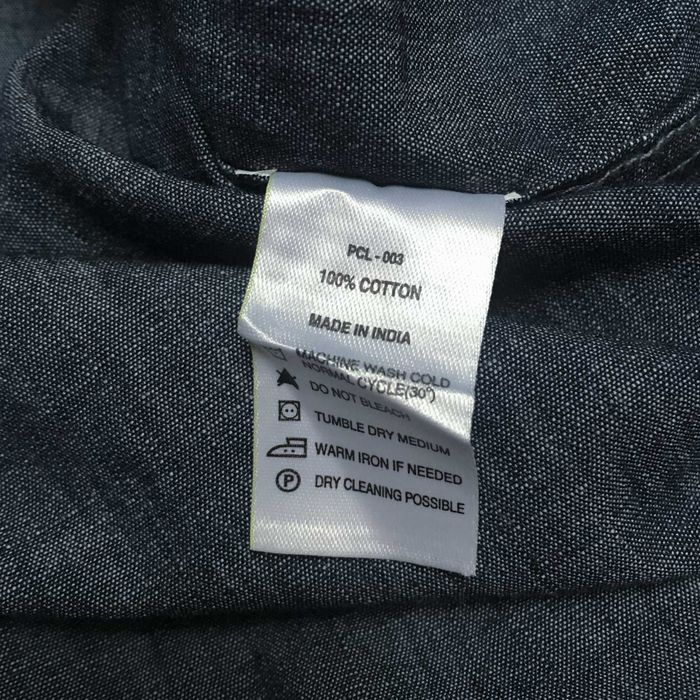 PCL - 003
100% COTTON
MADE IN INDIA
MACHINE WASH COLD
NORMAL CYCLE(30°)
DO NOT BLEACH
TUMBLE DRY MEDIUM
WARM IRON IF NEEDED
P DRY CLEANING POSSIBLE